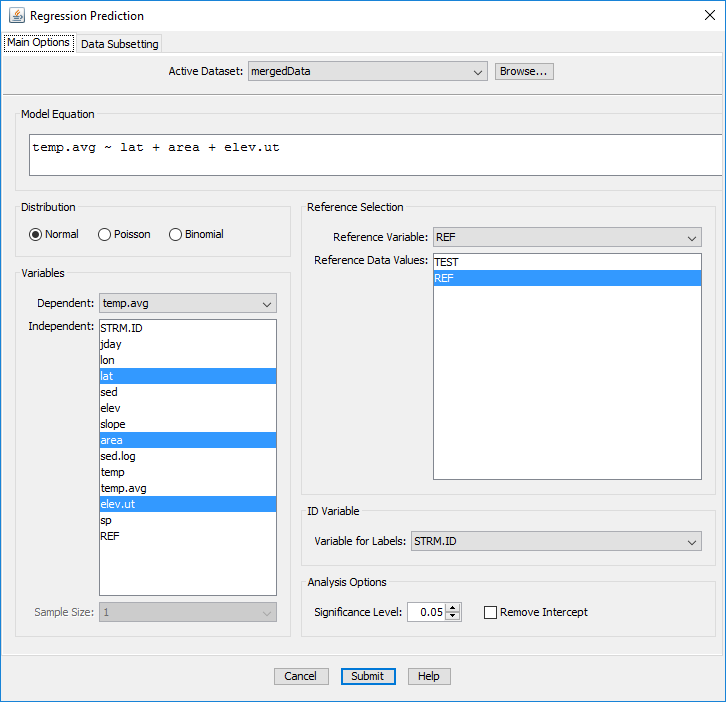 Regression Prediction
Main Options
Data Subsetting
Active Dataset: mergedData Browse...
Model Equation
temp.avg ~ lat + area + elev.ut
Distribution
Normal Poisson Binomial
Variables
Dependent: temp.avg
Independent: STRM.ID
jday
lon
lat
sed
elev
slope
area
sed.log
temp
temp.avg
elev.ut
sp
REF
Sample Size: 1
Reference Selection
Reference Variable: REF
Reference Data Values: TEST
REF
ID Variable
Variable for Labels: STRM.ID
Analysis Options
Significance Level: 0.05 Remove Intercept
Cancel Submit Help